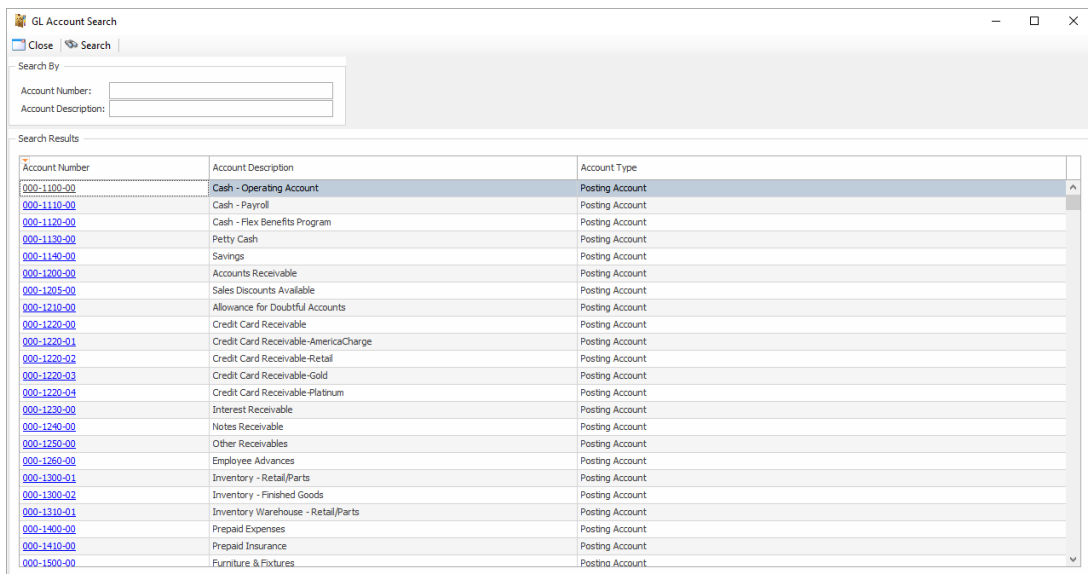 GL Account Search
Close Search
Search By
Account Number:
Account Description:
Search Results
Account Number Account Description Account Type
000-1100-00 Cash - Operating Account Posting Account
000-1110-00 Cash - Payroll Posting Account
000-1120-00 Cash - Flex Benefits Program Posting Account
000-1130-00 Petty Cash Posting Account
000-1140-00 Savings Posting Account
000-1200-00 Accounts Receivable Posting Account
000-1205-00 Sales Discounts Available Posting Account
000-1210-00 Allowance for Doubtful Accounts Posting Account
000-1220-00 Credit Card Receivable Posting Account
000-1220-01 Credit Card Receivable-AmericaCharge Posting Account
000-1220-02 Credit Card Receivable-Retail Posting Account
000-1220-03 Credit Card Receivable-Gold Posting Account
000-1220-04 Credit Card Receivable-Platinum Posting Account
000-1230-00 Interest Receivable Posting Account
000-1240-00 Notes Receivable Posting Account
000-1250-00 Other Receivables Posting Account
000-1260-00 Employee Advances Posting Account
000-1300-01 Inventory - Retail/Parts Posting Account
000-1300-02 Inventory - Finished Goods Posting Account
000-1310-01 Inventory Warehouse - Retail/Parts Posting Account
000-1400-00 Prepaid Expenses Posting Account
000-1410-00 Prepaid Insurance Posting Account
000-1500-00 Furniture & Fixtures Posting Account